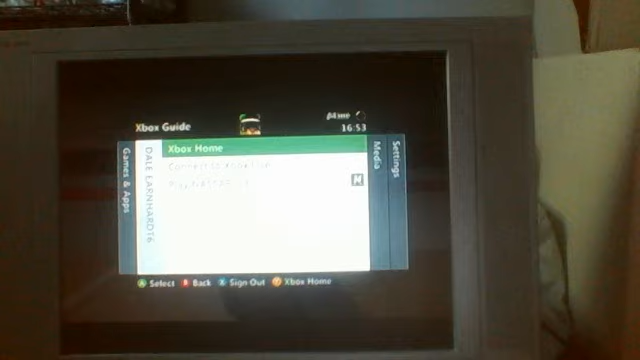 Xbox Guide
16:53
Games & Apps
DALE EARNHARDT6
Xbox Home
Media
Settings
Select
Back
Sign Out
Xbox Home